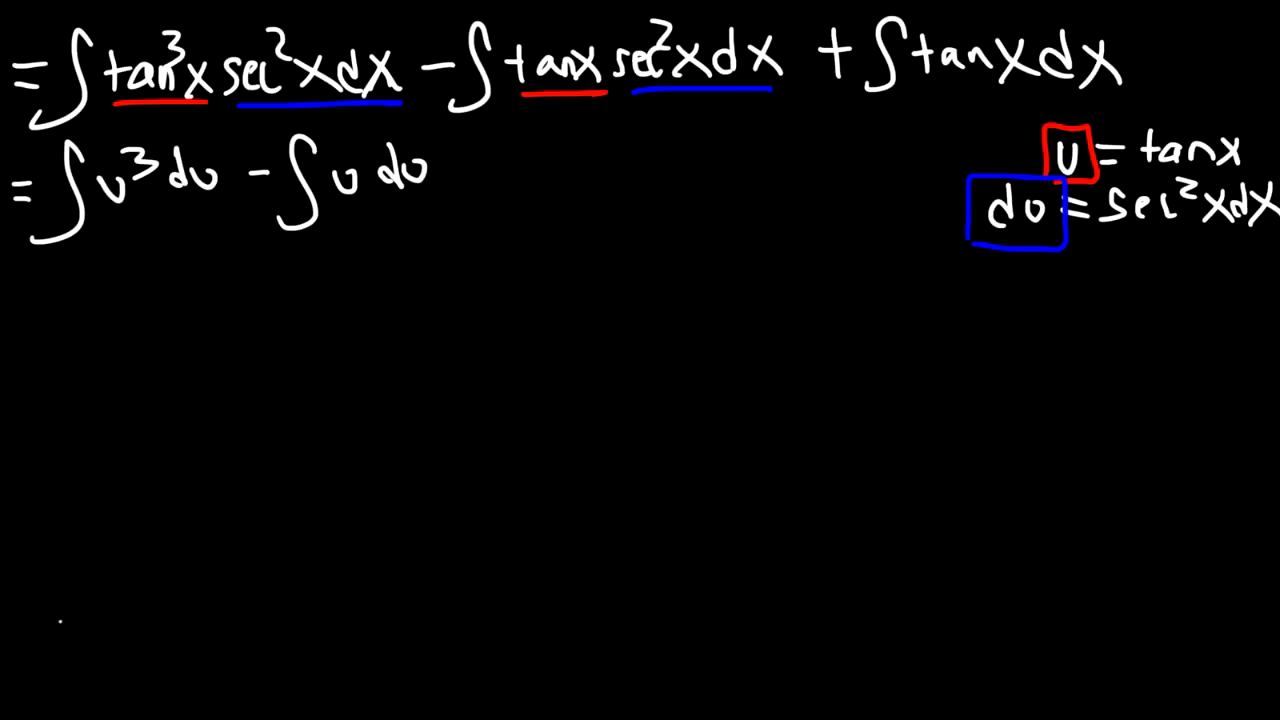 = ∫ tan³x sec²x dx - ∫ tanx sec²x dx + ∫ tanx dx
= ∫ u³ du - ∫ u du
u = tanx
du = sec²x dx